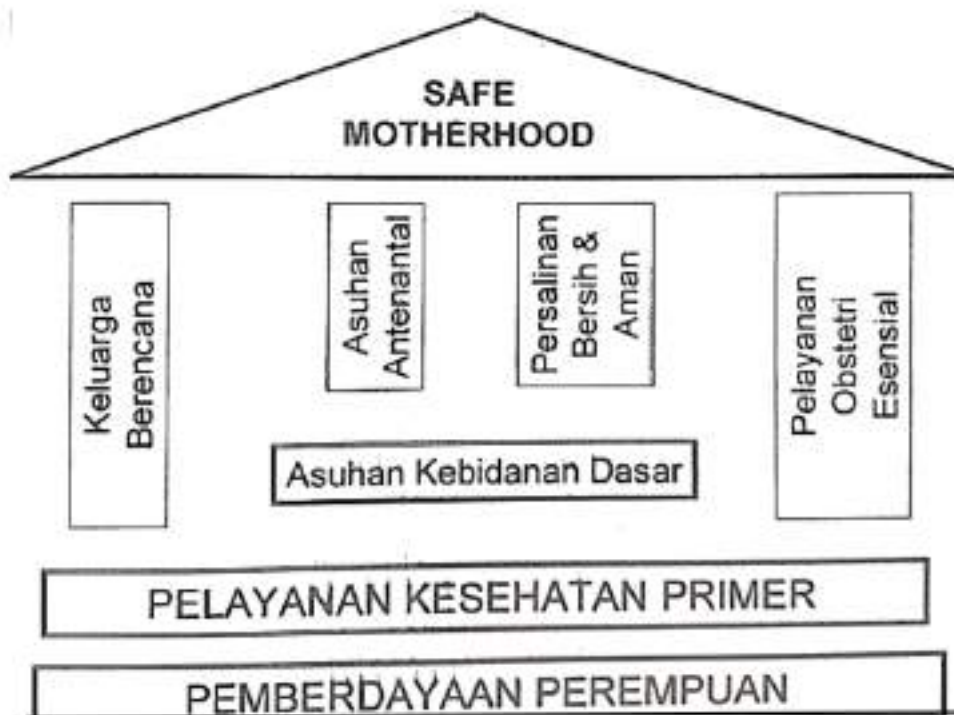 SAFE
MOTHERHOOD
Keluarga
Berencana
Asuhan
Antenantal
Persalinan
Bersih &
Aman
Pelayanan
Obstetri
Esensial
Asuhan Kebidanan Dasar
PELAYANAN KESEHATAN PRIMER
PEMBERDAYAAN PEREMPUAN